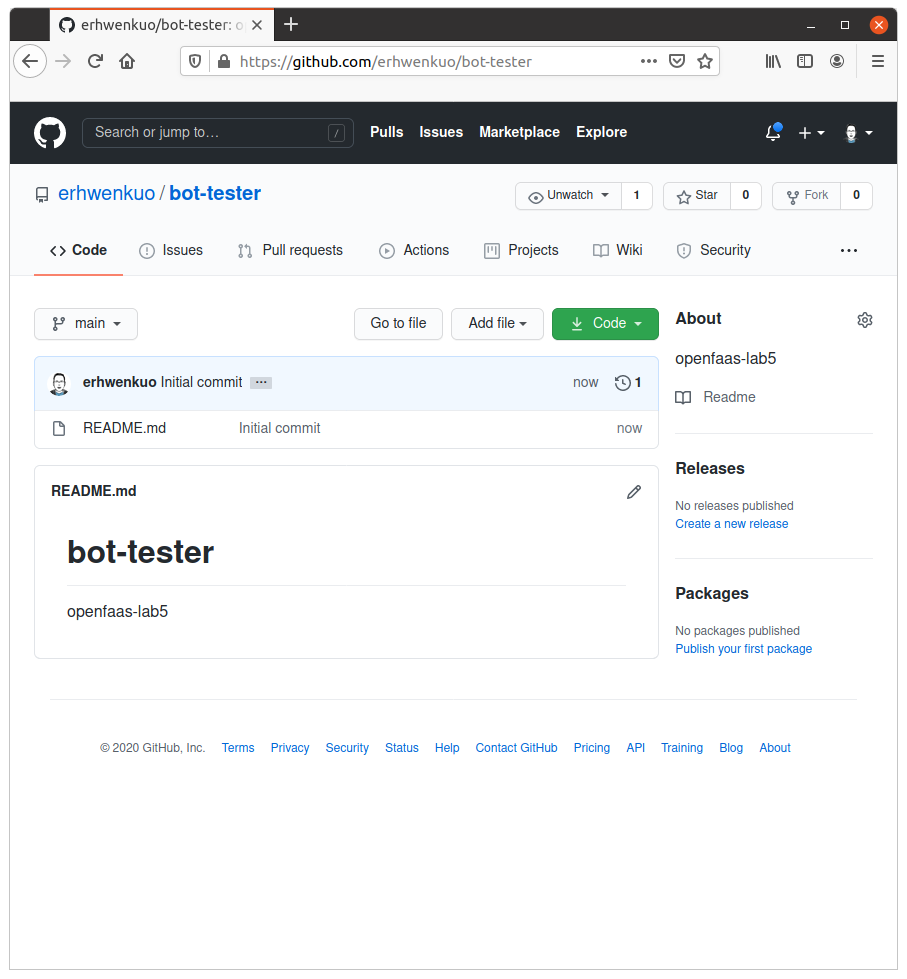 erhwenkuo/bot-tester: o
https://github.com/erhwenkuo/bot-tester
Search or jump to… /
Pulls Issues Marketplace Explore
erhwenkuo / bot-tester
Unwatch 1 Star 0 Fork 0
Code Issues Pull requests Actions Projects Wiki Security
main Go to file Add file Code
erhwenkuo Initial commit now 1
README.md Initial commit now
README.md
bot-tester
openfaas-lab5
About
openfaas-lab5
Readme
Releases
No releases published
Create a new release
Packages
No packages published
Publish your first package
© 2020 GitHub, Inc. Terms Privacy Security Status Help Contact GitHub Pricing API Training Blog About